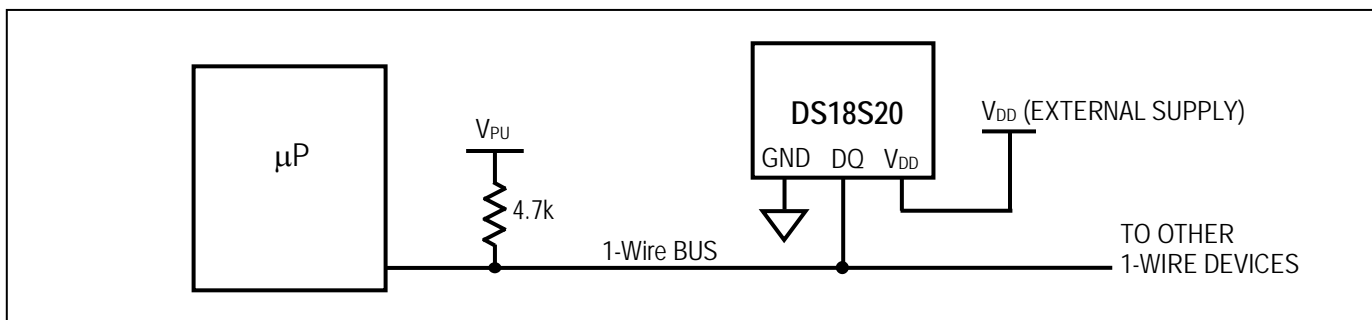 μP
VPU
4.7k
1-Wire BUS
DS18S20
GND DQ VDD
VDD (EXTERNAL SUPPLY)
TO OTHER
1-WIRE DEVICES